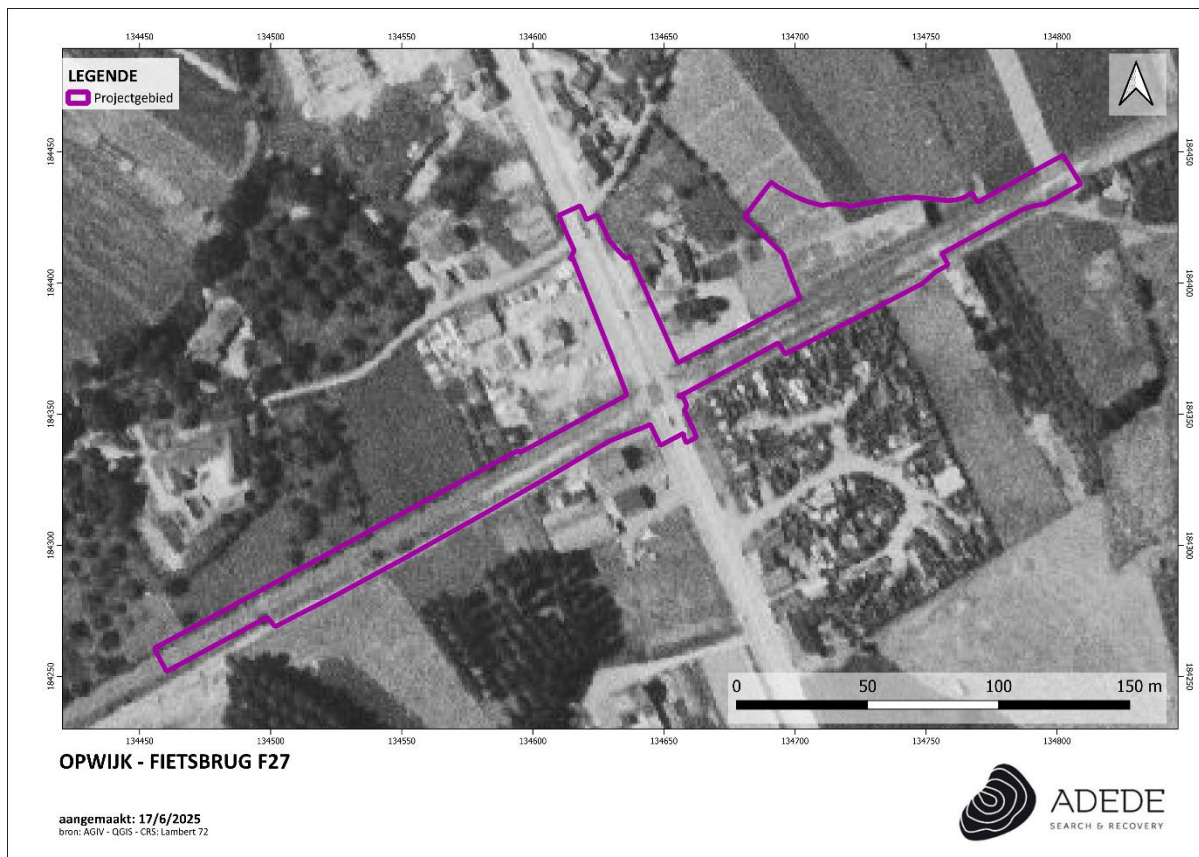 134450 134500 134550 134600 134650 134700 134750 134800
LEGENDE
Projectgebied
184450 184450
184400 184400
184350 184350
184300 184300
184250 184250
0 50 100 150 m
134450 134500 134550 134600 134650 134700 134750 134800
OPWIJK - FIETSBRUG F27
aangemaakt: 17/6/2025
bron: AGIV - QGIS - CRS: Lambert 72
ADEDE
SEARCH & RECOVERY